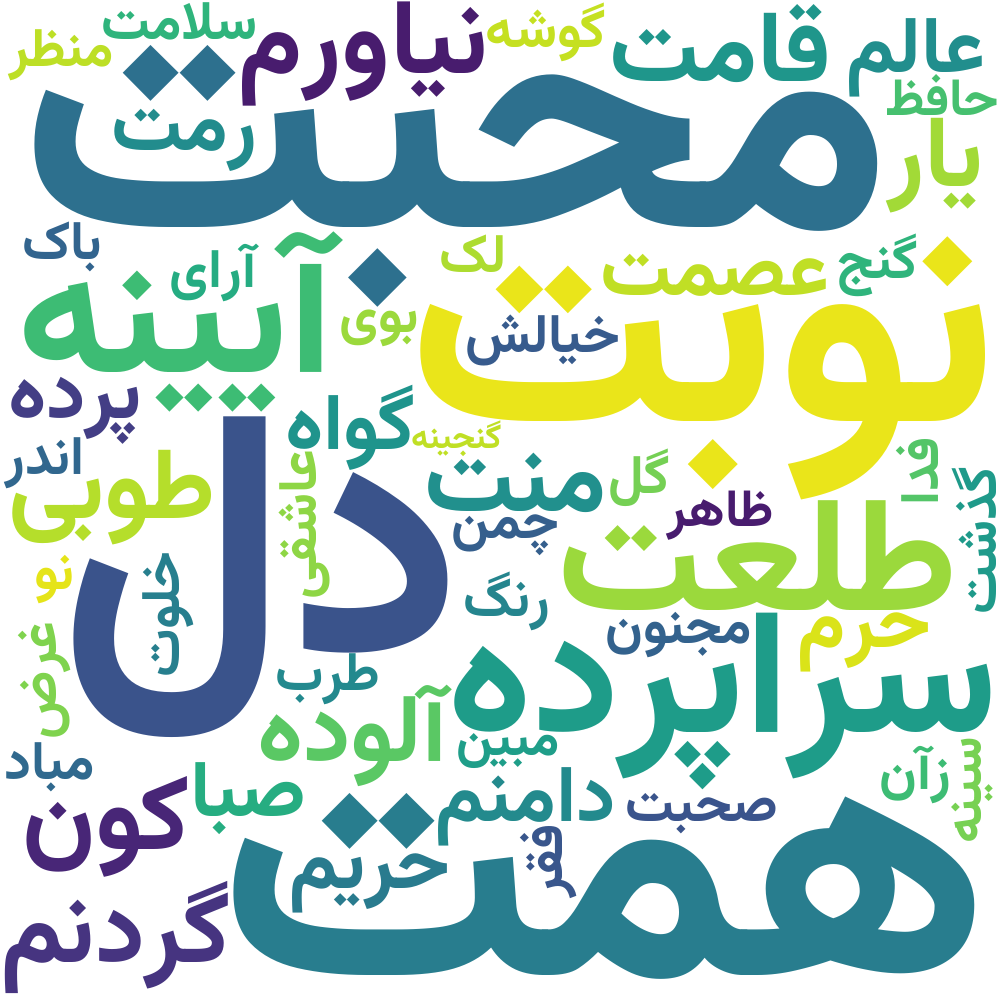 سلامت
گوشه
نیاورم
منظر
قامت
عالم
حافظ
محبت
رمت
یار
باک
لک
عصمت
گنج
آرای
آیینه
بوی
نوبت
خیالش
پرده
گواه
گنجینه
اندر
دل
عاشقی
منت
گل
فدا
طوبی
ظاهر
گذشت
چمن
نو
خلوت
رنگ
طلعت
مجنون
حرم
عرض
طرب
سراپرده
آلوده
مبین
مباد
زآن
سینه
صبا
دامنم
صحبت
کون
فقر
حریم
همت
گردنم